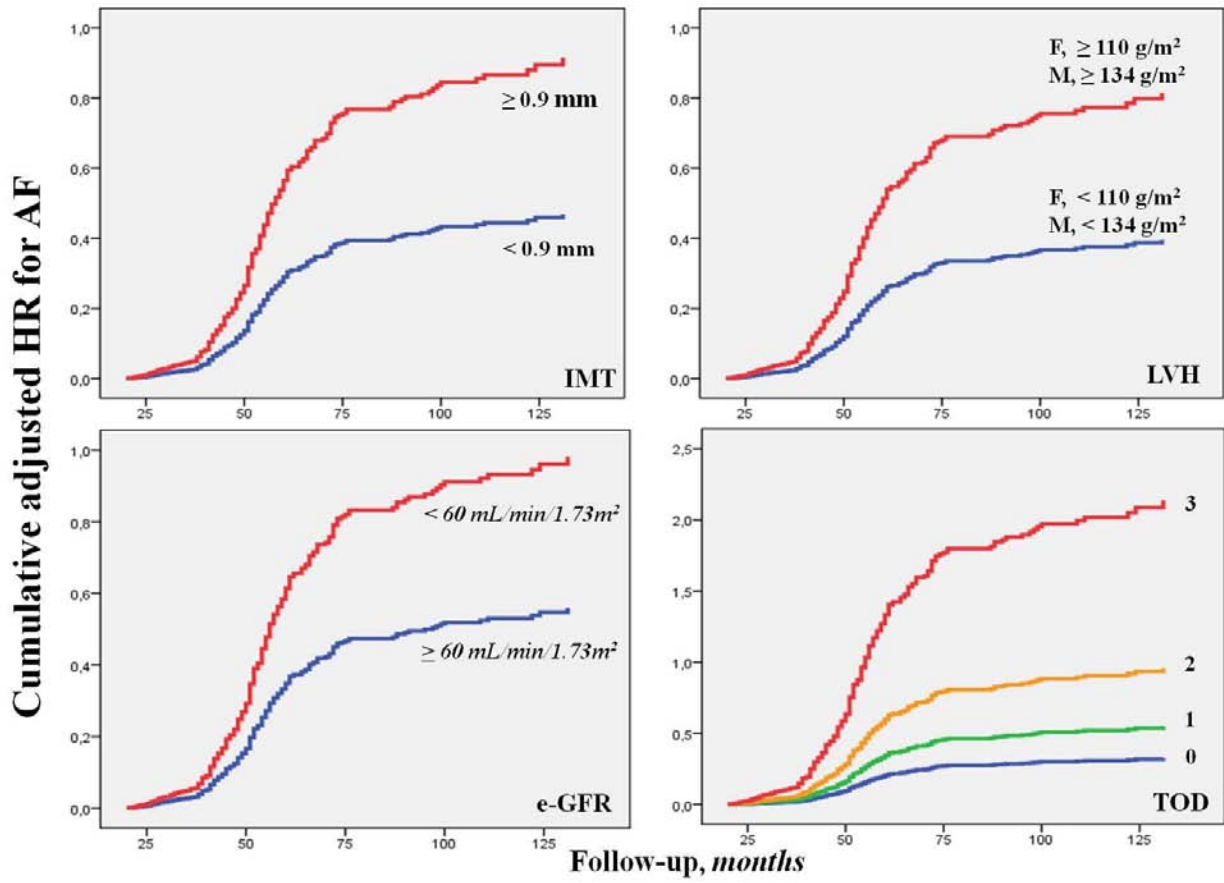 Cumulative adjusted HR for AF
1,0
0,8
0,6
0,4
0,2
0,0
≥ 0.9 mm
< 0.9 mm
IMT
25 50 75 100 125
1,0
0,8
0,6
0,4
0,2
0,0
F, ≥ 110 g/m²
M, ≥ 134 g/m²
F, < 110 g/m²
M, < 134 g/m²
LVH
25 50 75 100 125
1,0
0,8
0,6
0,4
0,2
0,0
< 60 mL/min/1.73m²
≥ 60 mL/min/1.73m²
e-GFR
25 50 75 100 125
2,5
2,0
1,5
1,0
0,5
0,0
3
2
1
0
TOD
25 50 75 100 125
Follow-up, months